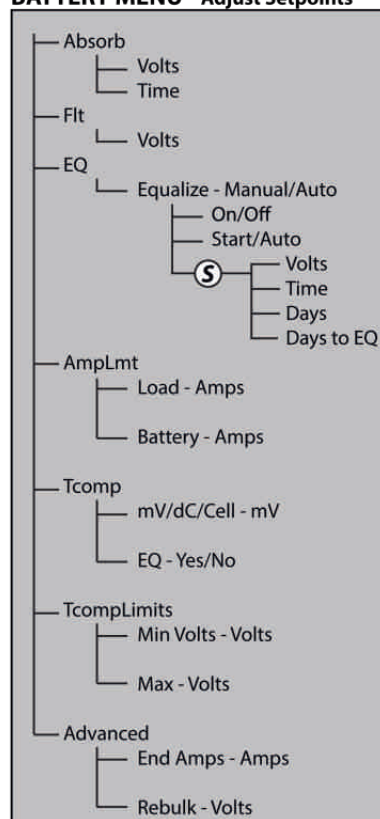 BATTERY MENU - Adjust Setpoints
Absorb
Volts
Time
Flt
Volts
EQ
Equalize - Manual/Auto
On/Off
Start/Auto
S
Volts
Time
Days
Days to EQ
AmpLmt
Load - Amps
Battery - Amps
Tcomp
mV/dC/Cell - mV
EQ - Yes/No
TcompLimits
Min Volts - Volts
Max - Volts
Advanced
End Amps - Amps
Rebulk - Volts